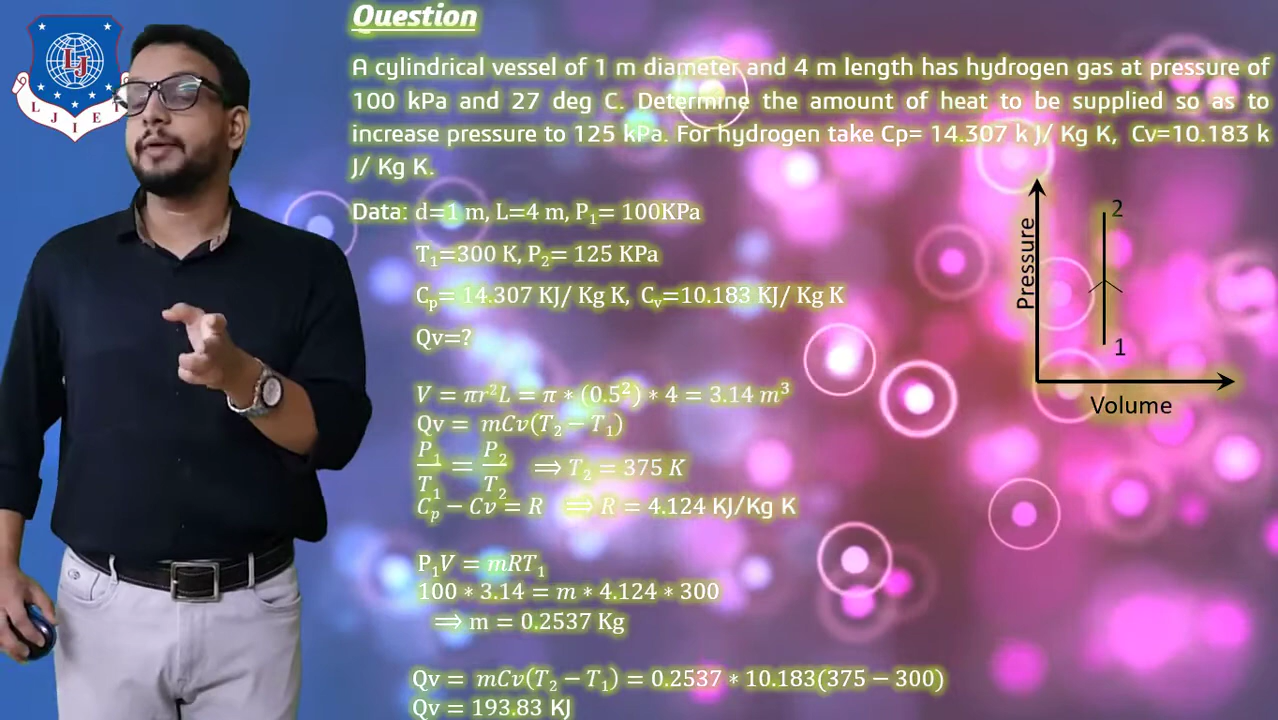 L J I E T
LJ
Question
A cylindrical vessel of 1 m diameter and 4 m length has hydrogen gas at pressure of
100 kPa and 27 deg C. Determine the amount of heat to be supplied so as to
increase pressure to 125 kPa. For hydrogen take Cp= 14.307 k J/ Kg K, Cv=10.183 k
J/ Kg K.
Data: d=1 m, L=4 m, P₁= 100KPa
T₁=300 K, P₂= 125 KPa
Cₚ= 14.307 KJ/ Kg K, Cᵥ=10.183 KJ/ Kg K
Qv=?
V = πr²L = π ∗ (0.5²) ∗ 4 = 3.14 m³
Qv = mCv(T₂ − T₁)
P₁/T₁ = P₂/T₂ ⟹ T₂ = 375 K
Cₚ − Cv = R ⟹ R = 4.124 KJ/Kg K
P₁V = mRT₁
100 ∗ 3.14 = m ∗ 4.124 ∗ 300
⟹ m = 0.2537 Kg
Qv = mCv(T₂ − T₁) = 0.2537 ∗ 10.183(375 − 300)
Qv = 193.83 KJ
Pressure
2
1
Volume